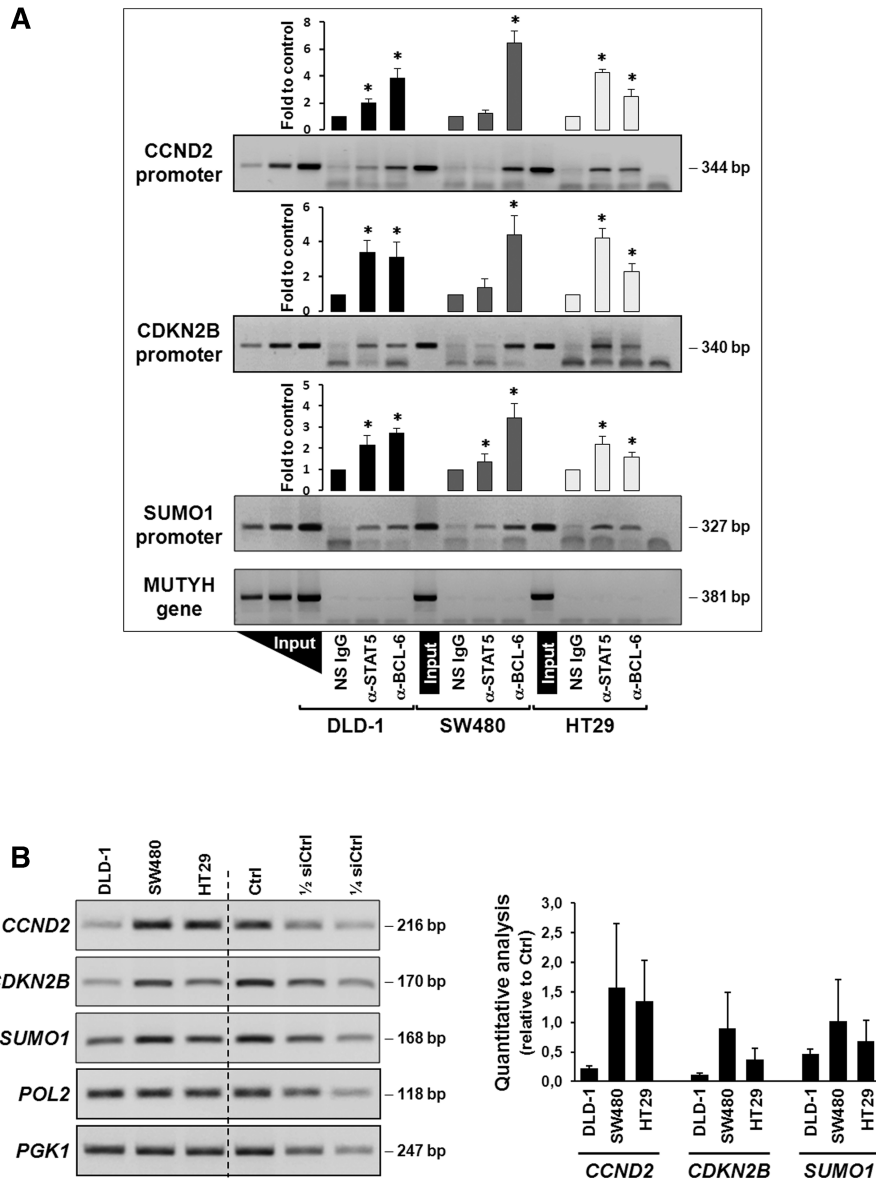 A
Fold to control
8
6
4
2
0
* * * * *
CCND2 promoter
– 344 bp
Fold to control
6
4
2
0
* * * * *
CDKN2B promoter
– 340 bp
Fold to control
5
4
3
2
1
0
* * * * * *
SUMO1 promoter
– 327 bp
MUTYH gene
– 381 bp
Input
NS IgG
α-STAT5
α-BCL-6
Input
NS IgG
α-STAT5
α-BCL-6
Input
NS IgG
α-STAT5
α-BCL-6
DLD-1 SW480 HT29
B
DLD-1
SW480
HT29
Ctrl
½ siCtrl
¼ siCtrl
CCND2 – 216 bp
CDKN2B – 170 bp
SUMO1 – 168 bp
POL2 – 118 bp
PGK1 – 247 bp
Quantitative analysis
(relative to Ctrl)
3,0
2,5
2,0
1,5
1,0
0,5
0,0
DLD-1
SW480
HT29
DLD-1
SW480
HT29
DLD-1
SW480
HT29
CCND2 CDKN2B SUMO1